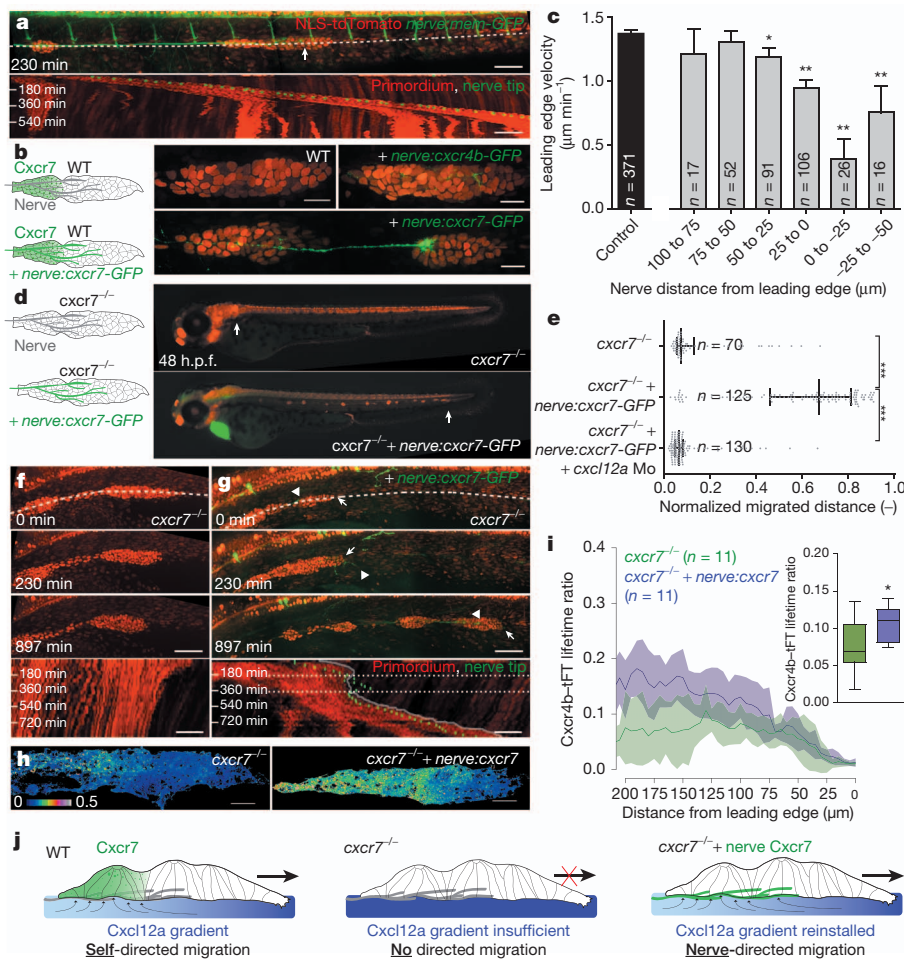 a
NLS-toTomato nerve:mem-GFP
230 min
Primordium, nerve tip
180 min
360 min
540 min
b
Cxcr7 WT
Nerve
WT
+ nerve:cxcr4b-GFP
Cxcr7 WT
+ nerve:cxcr7-GFP
+ nerve:cxcr7-GFP
c
Leading edge velocity
(μm min⁻¹)
1.5
1.0
0.5
0.0
n = 371
n = 17
n = 52
n = 91
n = 106
n = 26
n = 16
*
**
**
**
Control
100 to 75
75 to 50
50 to 25
25 to 0
0 to −25
−25 to −50
Nerve distance from leading edge (μm)
d
cxcr7⁻/⁻
Nerve
cxcr7⁻/⁻
+ nerve:cxcr7-GFP
48 h.p.f.
cxcr7⁻/⁻
cxcr7⁻/⁻ + nerve:cxcr7-GFP
e
cxcr7⁻/⁻
n = 70
cxcr7⁻/⁻ +
nerve:cxcr7-GFP
n = 125
cxcr7⁻/⁻ +
nerve:cxcr7-GFP
+ cxcl12a Mo
n = 130
***
***
0.0 0.2 0.4 0.6 0.8 1.0
Normalized migrated distance (–)
f
0 min
cxcr7⁻/⁻
230 min
897 min
180 min
360 min
540 min
720 min
g
+ nerve:cxcr7-GFP
0 min
cxcr7⁻/⁻
230 min
897 min
Primordium, nerve tip
180 min
360 min
540 min
720 min
h
cxcr7⁻/⁻
0 0.5
cxcr7⁻/⁻ + nerve:cxcr7
i
cxcr7⁻/⁻ (n = 11)
cxcr7⁻/⁻ + nerve:cxcr7
(n = 11)
Cxcr4b–tFT lifetime ratio
0.4
0.3
0.2
0.1
0.0
200 175 150 125 100 75 50 25 0
Distance from leading edge (μm)
Cxcr4b–tFT lifetime ratio
0.20
0.15
0.10
0.05
0.00
*
j
WT
Cxcr7
Cxcl12a gradient
Self-directed migration
cxcr7⁻/⁻
Cxcl12a gradient insufficient
No directed migration
cxcr7⁻/⁻ + nerve Cxcr7
Cxcl12a gradient reinstalled
Nerve-directed migration